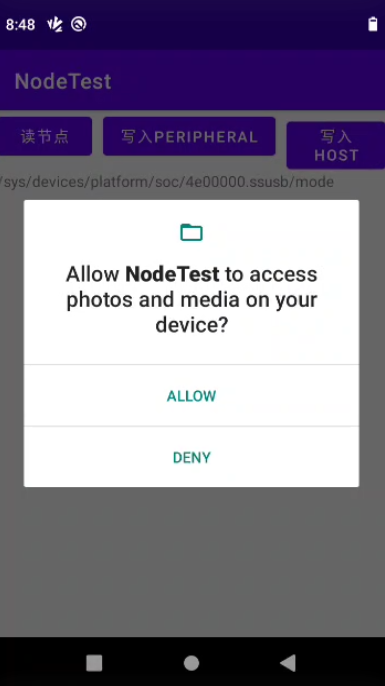 8:48
NodeTest
读节点
写入PERIPHERAL
写入
HOST
/sys/devices/platform/soc/4e00000.ssusb/mode
Allow NodeTest to access
photos and media on your
device?
ALLOW
DENY